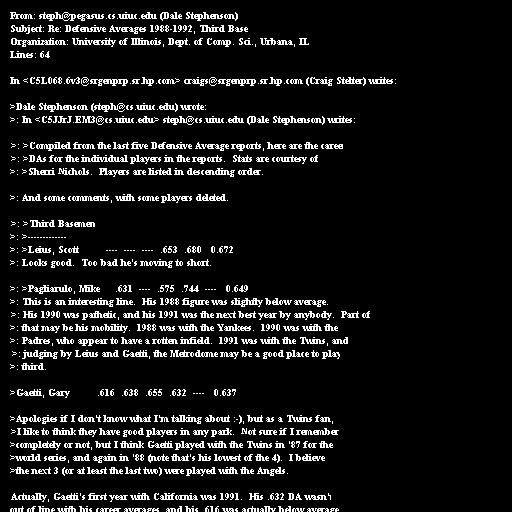 From: steph@pegasus.cs.uiuc.edu (Dale Stephenson)
Subject: Re: Defensive Averages 1988-1992, Third Base
Organization: University of Illinois, Dept. of Comp. Sci., Urbana, IL
Lines: 64

In <C5L068.6v3@srgenprp.sr.hp.com> craigs@srgenprp.sr.hp.com (Craig Stelter) writes:

>Dale Stephenson (steph@cs.uiuc.edu) wrote:
>: In <C5JJrJ.EM3@cs.uiuc.edu> steph@cs.uiuc.edu (Dale Stephenson) writes:

>: >Compiled from the last five Defensive Average reports, here are the career
>: >DAs for the individual players in the reports.  Stats are courtesy of
>: >Sherri Nichols.  Players are listed in descending order.

>: And some comments, with some players deleted.

>: >Third Basemen
>: >-------------
>: >Leius, Scott          ----  ----  ----  .653  .680   0.672
>: Looks good.  Too bad he's moving to short.

>: >Pagliarulo, Mike     .631  ----  .575  .744  ----    0.649
>: This is an interesting line.  His 1988 figure was slightly below average.
>: His 1990 was pathetic, and his 1991 was the next best year by anybody.  Part of
>: that may be his mobility.  1988 was with the Yankees.  1990 was with the
>: Padres, who appear to have a rotten infield.  1991 was with the Twins, and
>: judging by Leius and Gaetti, the Metrodome may be a good place to play
>: third.

>Gaetti, Gary          .616  .638  .655  .632  ----    0.637

>Apologies if I don't know what I'm talking about :-), but as a Twins fan,
>I like to think they have good players in any park.  Not sure if I remember
>completely or not, but I think Gaetti played with the Twins in '87 for the
>world series, and again in '88 (note that's his lowest of the 4).  I believe
>the next 3 (or at least the last two) were played with the Angels.

Actually, Gaetti's first year with California was 1991.  His .632 DA wasn't
out of line with his career averages, and his .616 was actually below average